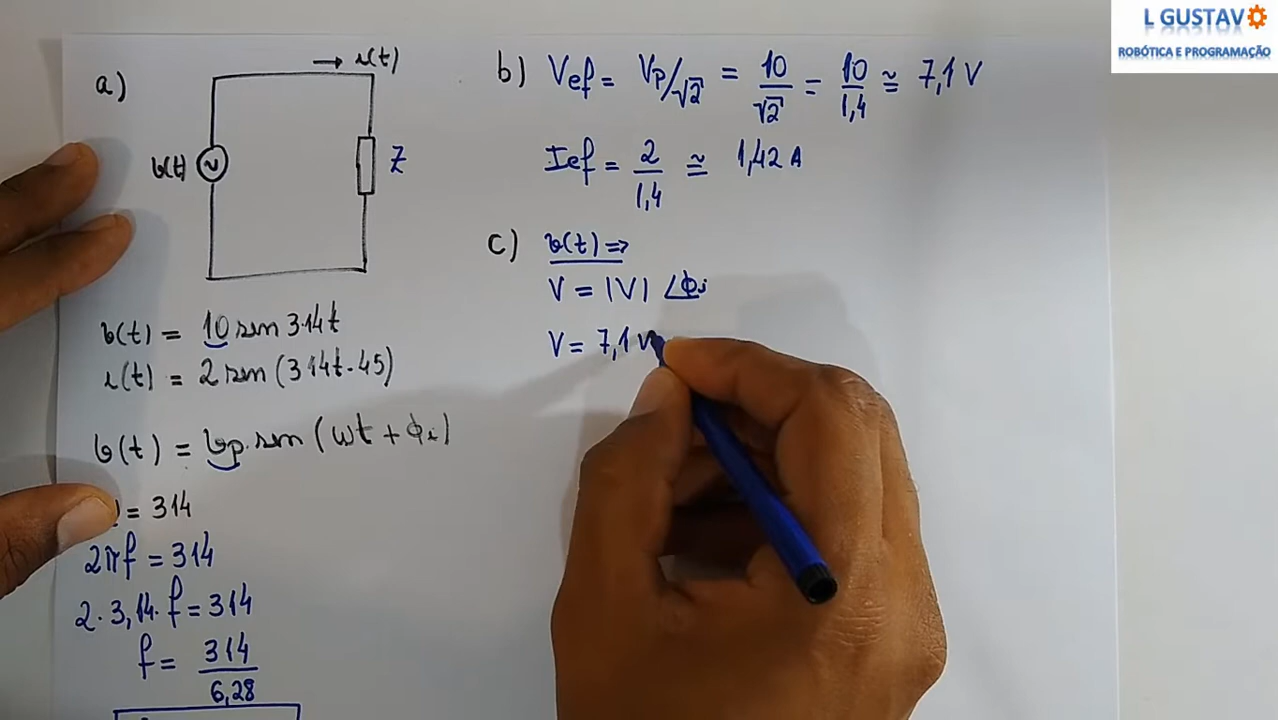 L GUSTAVO
ROBÓTICA E PROGRAMAÇÃO
a)
i(t)
v(t)
~
Z
v(t) = 10 sen 314t
i(t) = 2 sen (314t - 45)
v(t) = vp. sen (wt + ϕi)
= 314
2πf = 314
2. 3,14. f = 314
f = 314/6,28
b) Vef = Vp/√2 = 10/√2 = 10/1,4 ≅ 7,1 V
Ief = 2/1,4 ≅ 1,42 A
c) v(t) ⇒
V = |V| ∠ϕi
V = 7,1 V